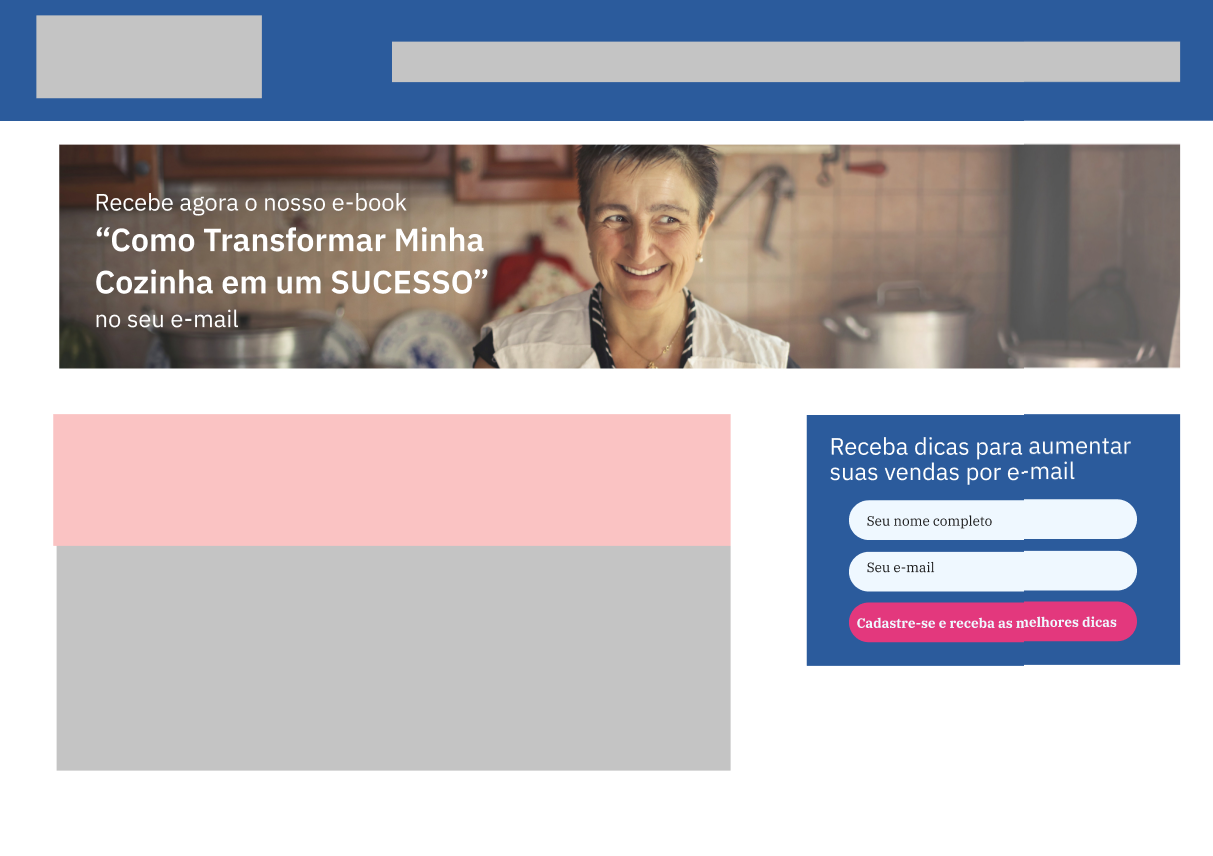 Recebe agora o nosso e-book
“Como Transformar Minha
Cozinha em um SUCESSO”
no seu e-mail
Receba dicas para aumentar
suas vendas por e-mail
Seu nome completo
Seu e-mail
Cadastre-se e receba as melhores dicas